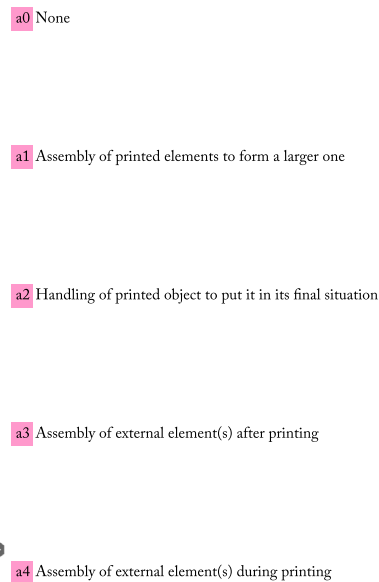 a0 None
a1 Assembly of printed elements to form a larger one
a2 Handling of printed object to put it in its final situation
a3 Assembly of external element(s) after printing
a4 Assembly of external element(s) during printing